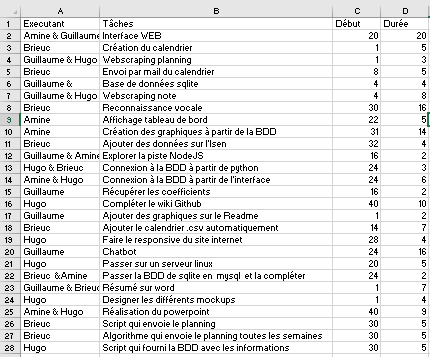 A B C D
1 Executant Tâches Début Durée
2 Amine & Guillaume Interface WEB 20 20
3 Brieuc Création du calendrier 1 5
4 Guillaume & Hugo Webscraping planning 1 3
5 Brieuc Envoi par mail du calendrier 8 5
6 Guillaume & Base de données sqlite 4 4
7 Guillaume & Hugo Webscraping note 4 8
8 Brieuc Reconnaissance vocale 30 16
9 Amine Affichage tableau de bord 22 5
10 Amine Création des graphiques à partir de la BDD 31 14
11 Brieuc Ajouter des données sur l'Isen 32 4
12 Guillaume & Amine Explorer la piste NodeJS 16 2
13 Hugo & Brieuc Connexion à la BDD à partir de python 24 3
14 Amine & Hugo Connexion à la BDD à partir de l'interface 24 6
15 Guillaume Récupérer les coefficients 16 2
16 Hugo Compléter le wiki Github 40 10
17 Guillaume Ajouter des graphiques sur le Readme 1 2
18 Brieuc Ajouter le calendrier .csv automatiquement 14 7
19 Hugo Faire le responsive du site internet 28 4
20 Guillaume Chatbot 24 16
21 Hugo Passer sur un serveur linux 20 5
22 Brieuc &Amine Passer la BDD de sqlite en mysql et la compléter 24 2
23 Guillaume & Brieuc Résumé sur word 1 7
24 Hugo Designer les différents mockups 1 4
25 Amine & Hugo Réalisation du powerpoint 40 9
26 Brieuc Script qui envoie le planning 30 5
27 Brieuc Algorithme qui envoie le planning toutes les semaines 30 5
28 Hugo Script qui fourni la BDD avec les informations 30 5